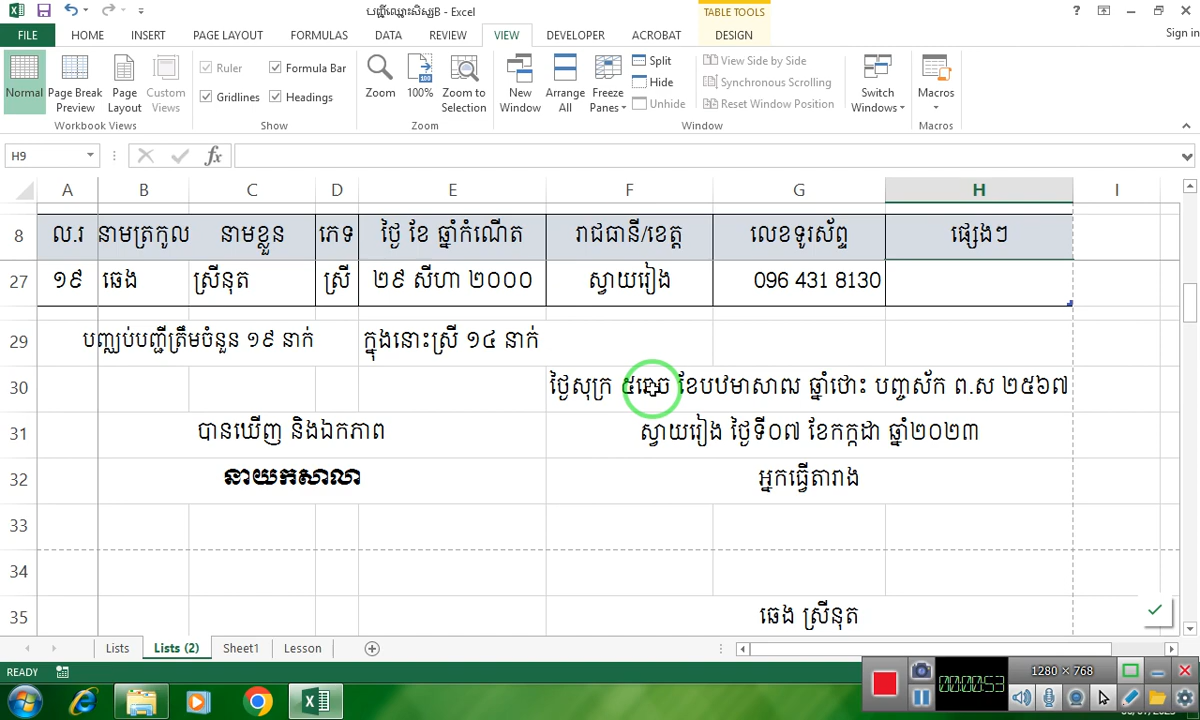 បញ្ជីឈ្មោះសិស្សB - Excel
TABLE TOOLS
Sign in
FILE HOME INSERT PAGE LAYOUT FORMULAS DATA REVIEW VIEW DEVELOPER ACROBAT DESIGN
Normal Page Break Preview Page Layout Custom Views
Ruler Formula Bar
Gridlines Headings
Zoom 100% Zoom to Selection
New Window Arrange All Freeze Panes
Split
Hide
Unhide
View Side by Side
Synchronous Scrolling
Reset Window Position
Switch Windows Macros
Workbook Views Show Zoom Window Macros
H9 fx
A B C D E F G H I
8 ល.រ នាមត្រកូល នាមខ្លួន ភេទ ថ្ងៃ ខែ ឆ្នាំកំណើត រាជធានី/ខេត្ត លេខទូរស័ព្ទ ផ្សេងៗ
27 ១៩ ឆេង ស្រីនុត ស្រី ២៩ សីហា ២០០០ ស្វាយរៀង 096 431 8130
29 បញ្ឈប់បញ្ជីត្រឹមចំនួន ១៩ នាក់ ក្នុងនោះស្រី ១៤ នាក់
30 ថ្ងៃសុក្រ ៥រោច ខែបឋមាសាឍ ឆ្នាំថោះ បញ្ចស័ក ព.ស ២៥៦៧
31 បានឃើញ និងឯកភាព ស្វាយរៀង ថ្ងៃទី០៧ ខែកក្កដា ឆ្នាំ២០២៣
32 នាយកសាលា អ្នកធ្វើតារាង
33
34
35 ឆេង ស្រីនុត
Lists Lists (2) Sheet1 Lesson
READY
1280 × 768
00:00:53